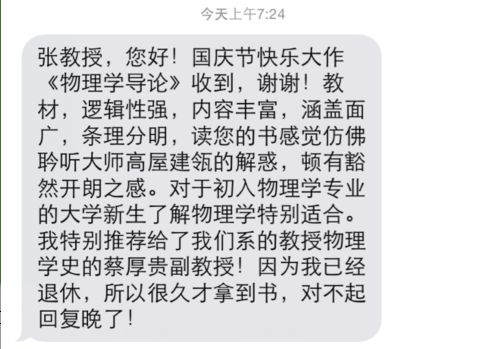 今天上午7:24
张教授，您好！国庆节快乐大作
《物理学导论》收到，谢谢！教
材，逻辑性强，内容丰富，涵盖面
广，条理分明，读您的书感觉仿佛
聆听大师高屋建瓴的解惑，顿有豁
然开朗之感。对于初入物理学专业
的大学新生了解物理学特别适合。
我特别推荐给了我们系的教授物理
学史的蔡厚贵副教授！因为我已经
退休，所以很久才拿到书，对不起
回复晚了！